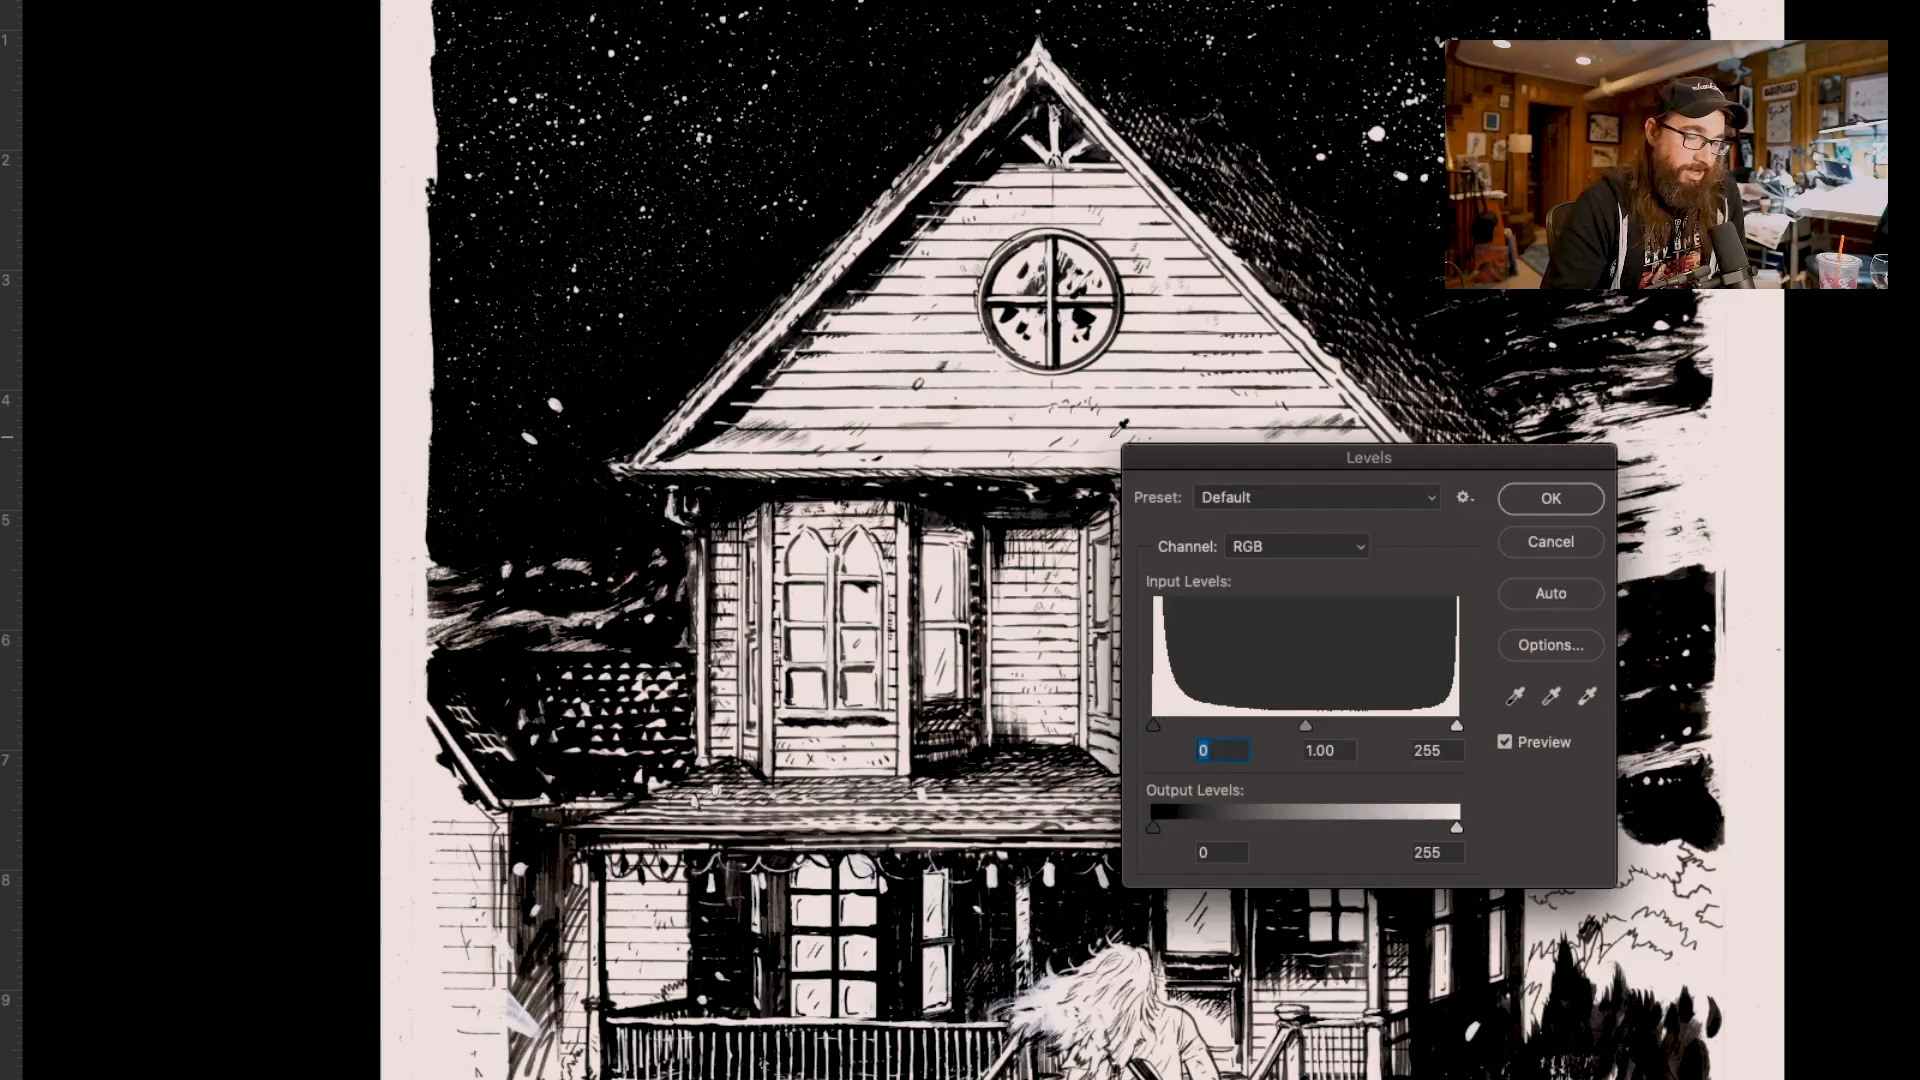 1
2
3
4
5
6
7
8
9
Levels
Preset: Default
OK
Channel: RGB
Cancel
Input Levels:
Auto
Options...
0 1.00 255
Preview
Output Levels:
0 255